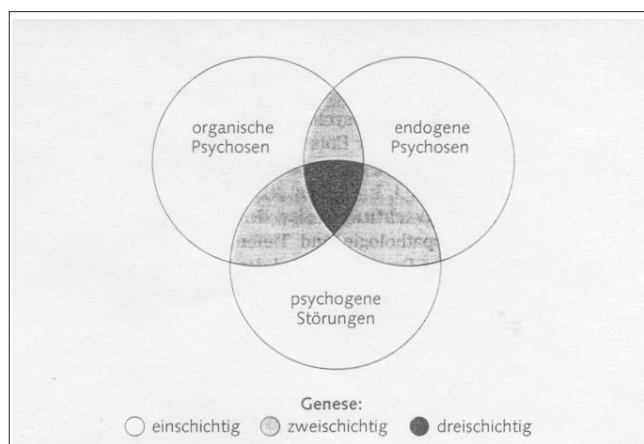 organische
Psychosen
endogene
Psychosen
psychogene
Störungen
Genese:
einschichtig
zweischichtig
dreischichtig